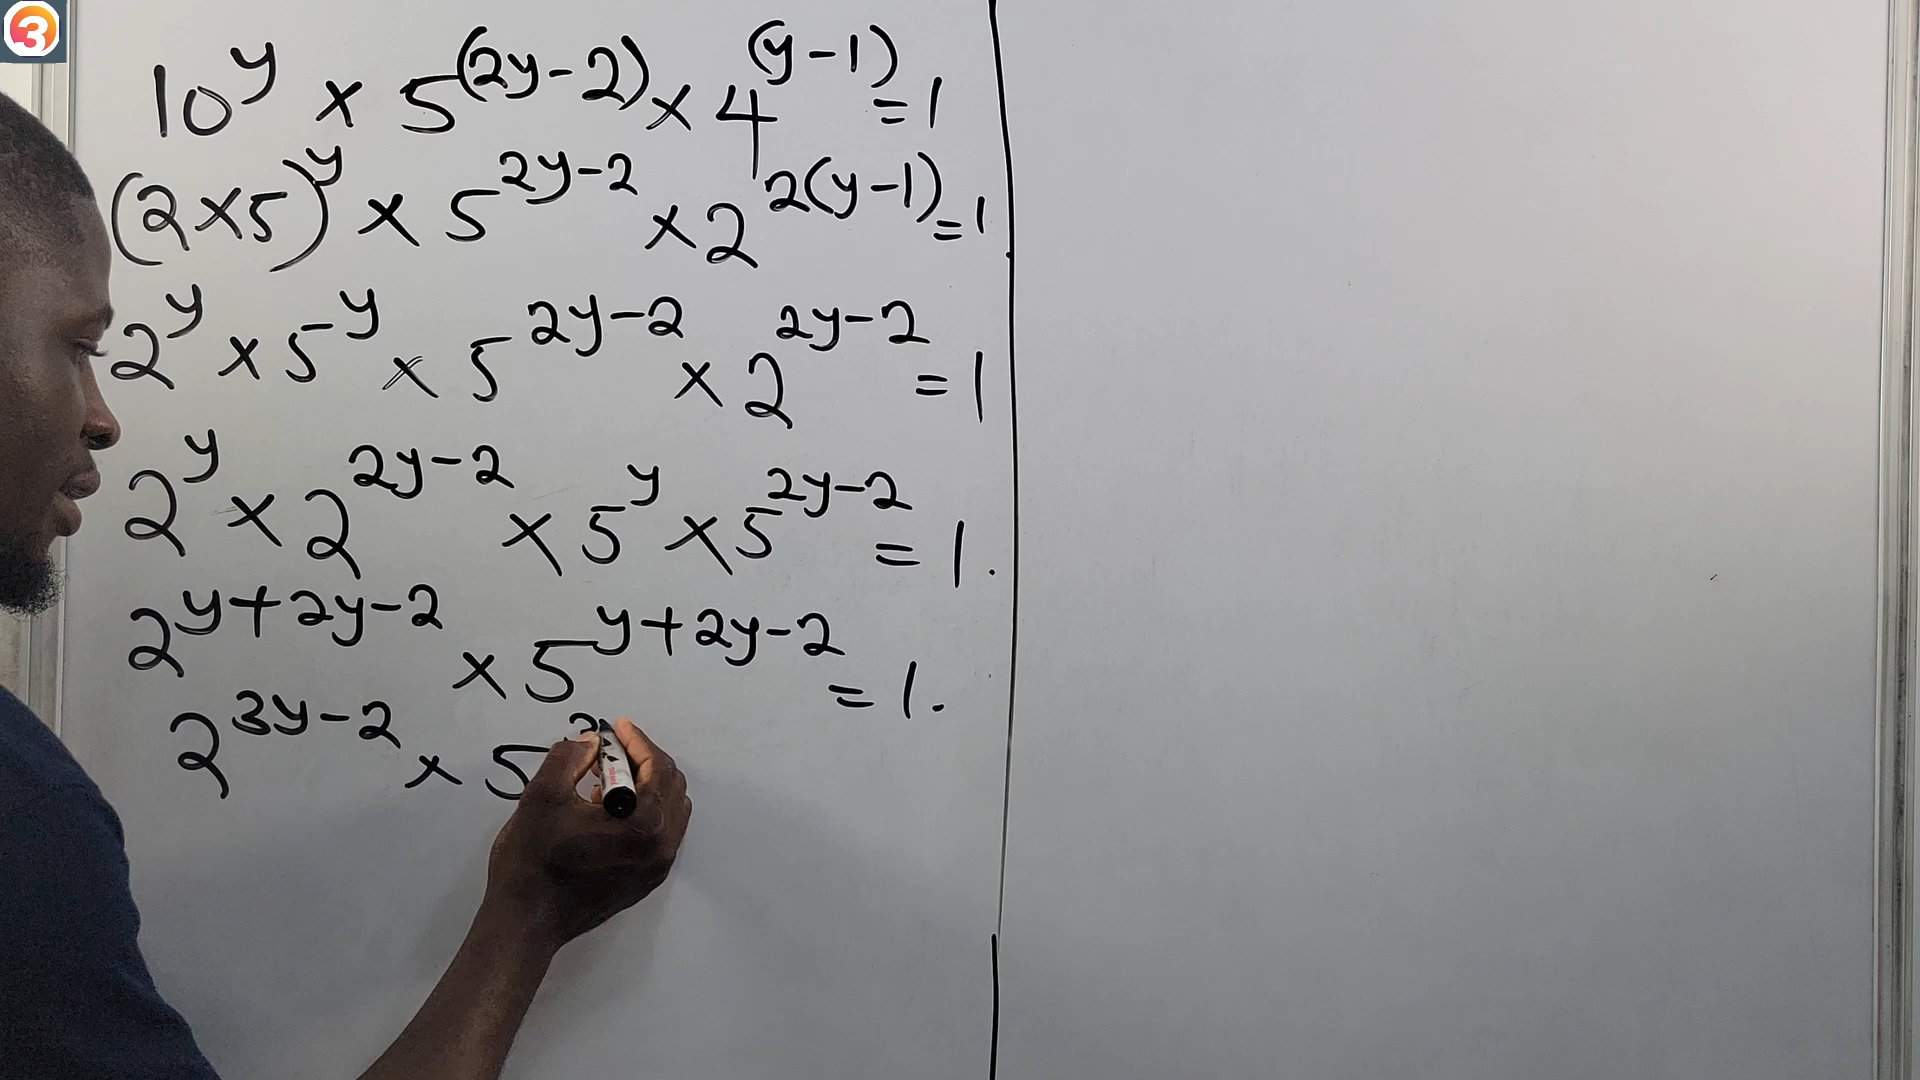 3
10^y × 5^(2y-2) × 4^(y-1) = 1
(2×5)^y × 5^2y-2 × 2^2(y-1) = 1.
2^y × 5^y × 5^2y-2 × 2^2y-2 = 1
2^y × 2^2y-2 × 5^y × 5^2y-2 = 1.
2^y+2y-2 × 5^y+2y-2 = 1.
2^3y-2 × 5^3